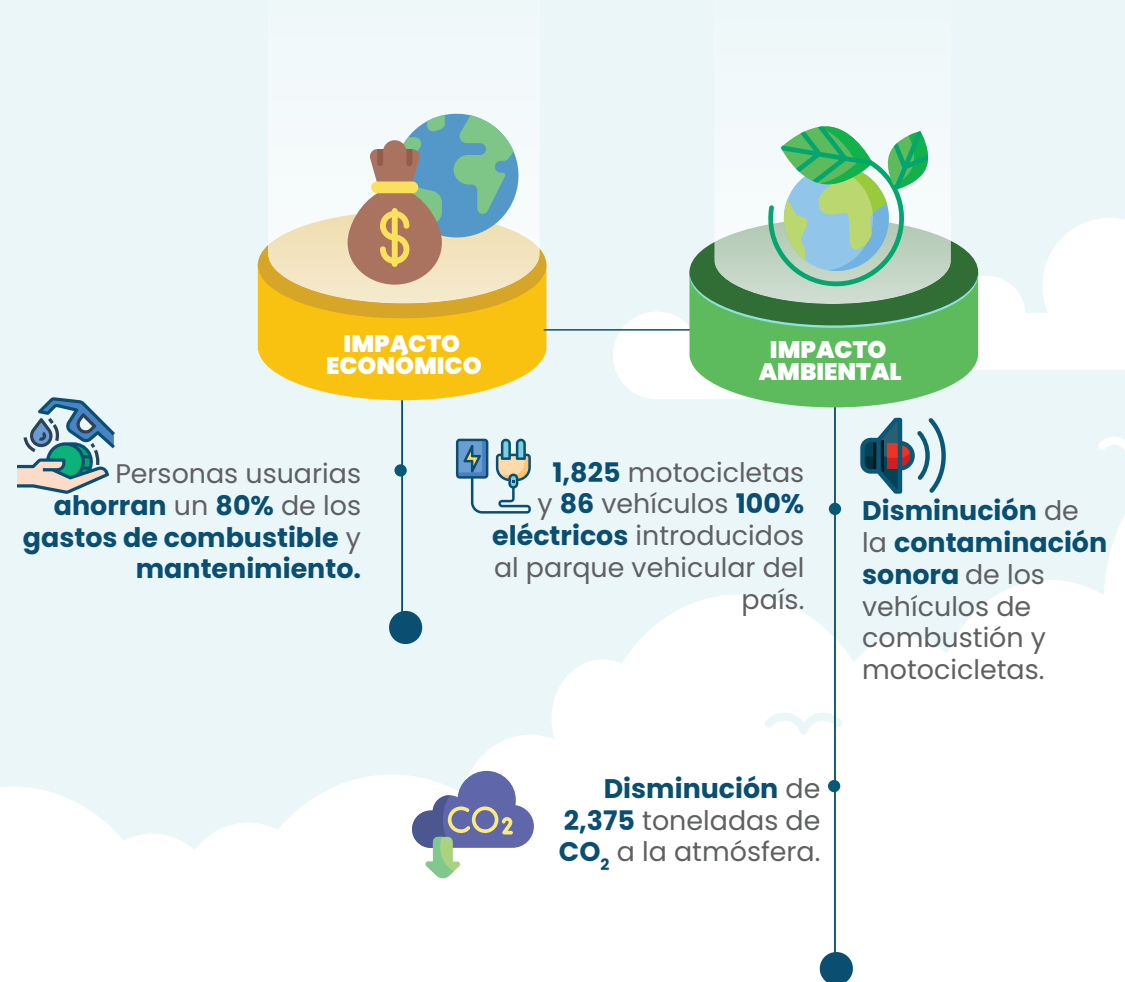 IMPACTO
ECONÓMICO
Personas usuarias
ahorran un 80% de los
gastos de combustible y
mantenimiento.
IMPACTO
AMBIENTAL
1,825 motocicletas
y 86 vehículos 100%
eléctricos introducidos
al parque vehicular del
país.
Disminución de
la contaminación
sonora de los
vehículos de
combustión y
motocicletas.
CO2
Disminución de
2,375 toneladas de
CO₂ a la atmósfera.